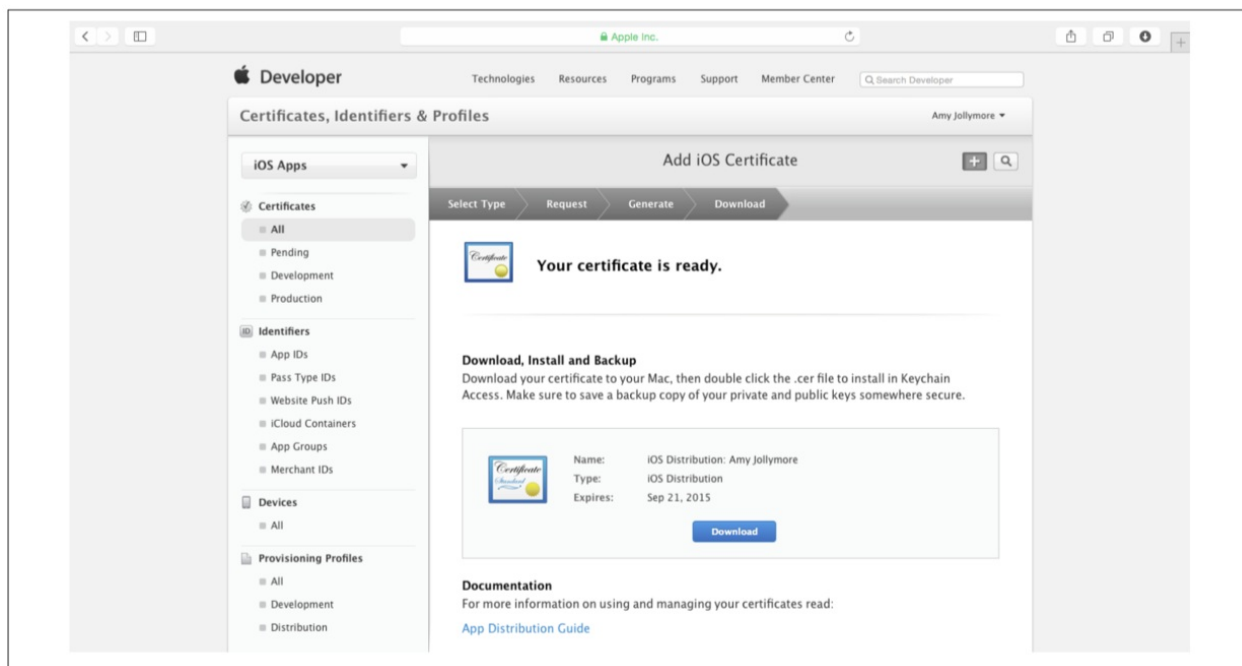 Apple Inc.
Developer
Technologies Resources Programs Support Member Center Search Developer
Certificates, Identifiers & Profiles
Amy Jollymore
iOS Apps
Add iOS Certificate
Select Type Request Generate Download
Certificates
All
Pending
Development
Production
ID Identifiers
App IDs
Pass Type IDs
Website Push IDs
iCloud Containers
App Groups
Merchant IDs
Devices
All
Provisioning Profiles
All
Development
Distribution
Certificate
Your certificate is ready.
Download, Install and Backup
Download your certificate to your Mac, then double click the .cer file to install in Keychain
Access. Make sure to save a backup copy of your private and public keys somewhere secure.
Certificate
Standard
Name: iOS Distribution: Amy Jollymore
Type: iOS Distribution
Expires: Sep 21, 2015
Download
Documentation
For more information on using and managing your certificates read:
App Distribution Guide